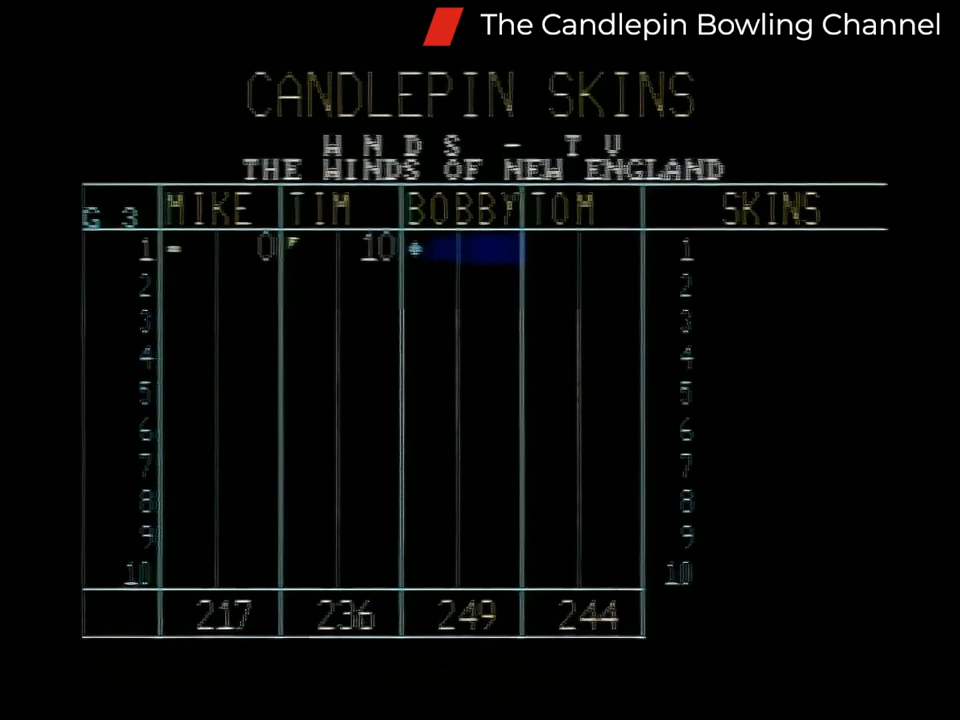 The Candlepin Bowling Channel
CANDLEPIN SKINS
W N D S - T V
THE WINDS OF NEW ENGLAND
G 3 MIKE TIM BOBBY TOM SKINS
1 - 0 10 1
2 2
3 3
4 4
5 5
6 6
7 7
8 8
9 9
10 10
217 236 249 244